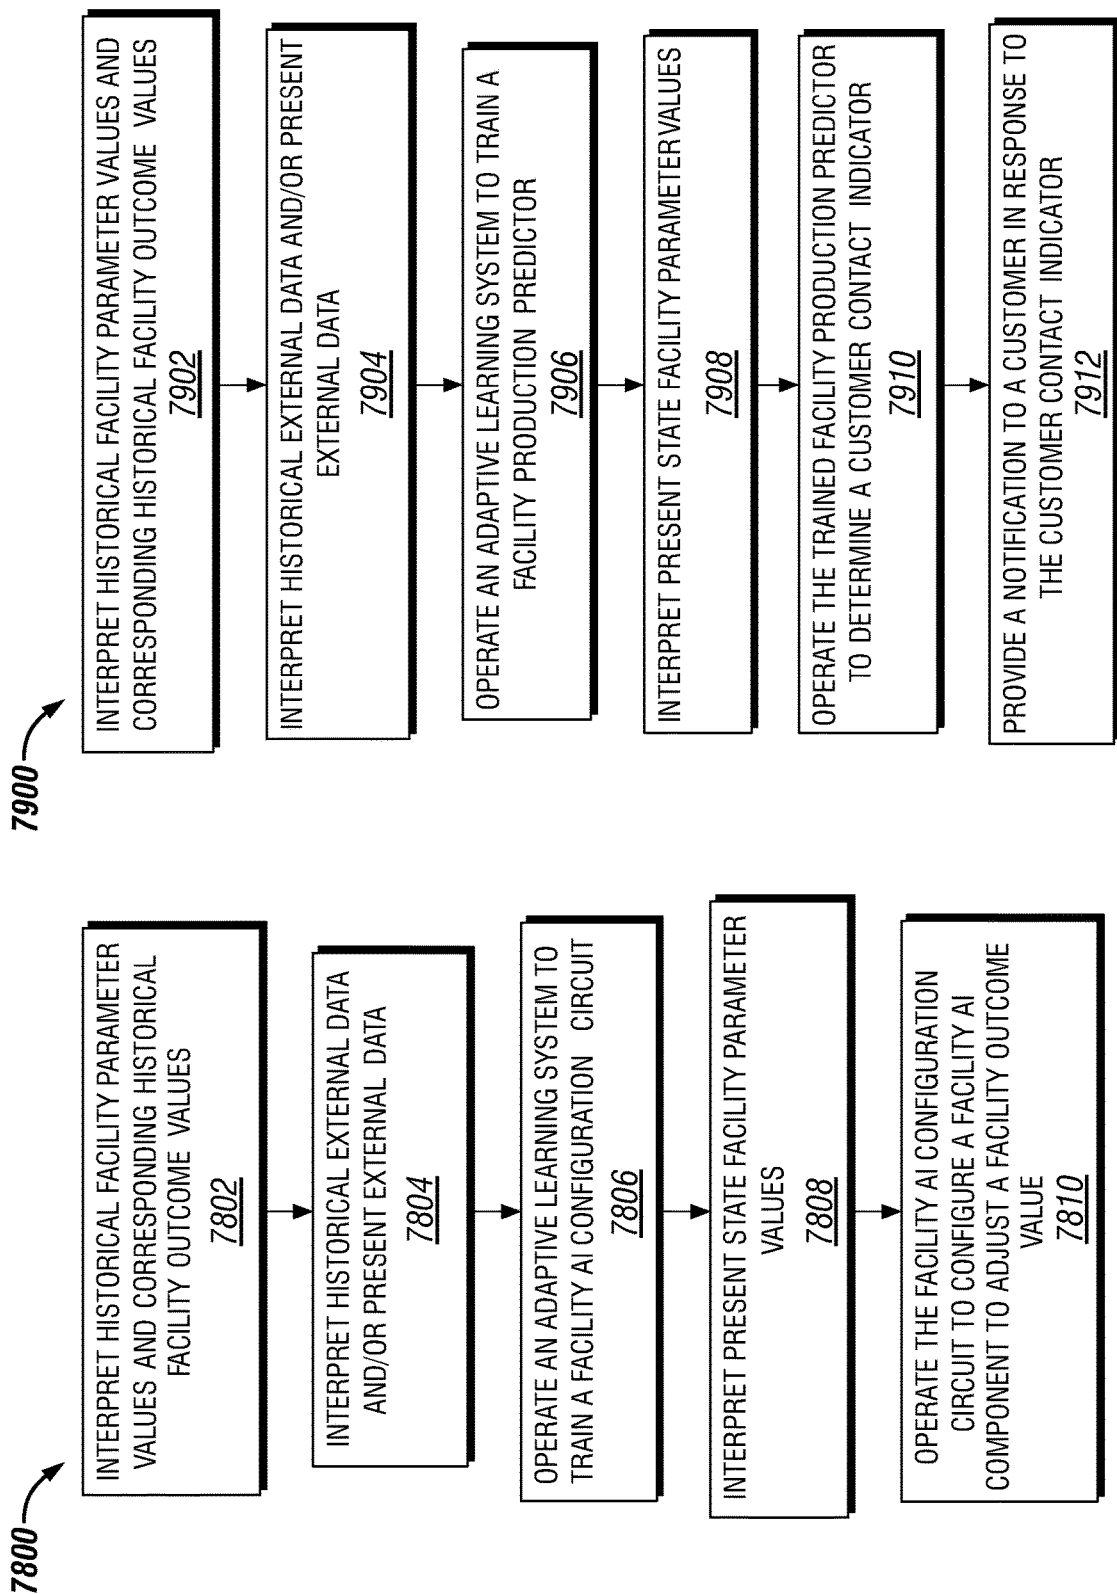 7800
INTERPRET HISTORICAL FACILITY PARAMETER
VALUES AND CORRESPONDING HISTORICAL
FACILITY OUTCOME VALUES
7802
INTERPRET HISTORICAL EXTERNAL DATA
AND/OR PRESENT EXTERNAL DATA
7804
OPERATE AN ADAPTIVE LEARNING SYSTEM TO
TRAIN A FACILITY AI CONFIGURATION CIRCUIT
7806
INTERPRET PRESENT STATE FACILITY PARAMETER
VALUES
7808
OPERATE THE FACILITY AI CONFIGURATION
CIRCUIT TO CONFIGURE A FACILITY AI
COMPONENT TO ADJUST A FACILITY OUTCOME
VALUE
7810
7900
INTERPRET HISTORICAL FACILITY PARAMETER VALUES AND
CORRESPONDING HISTORICAL FACILITY OUTCOME VALUES
7902
INTERPRET HISTORICAL EXTERNAL DATA AND/OR PRESENT
EXTERNAL DATA
7904
OPERATE AN ADAPTIVE LEARNING SYSTEM TO TRAIN A
FACILITY PRODUCTION PREDICTOR
7906
INTERPRET PRESENT STATE FACILITY PARAMETERVALUES
7908
OPERATE THE TRAINED FACILITY PRODUCTION PREDICTOR
TO DETERMINE A CUSTOMER CONTACT INDICATOR
7910
PROVIDE A NOTIFICATION TO A CUSTOMER IN RESPONSE TO
THE CUSTOMER CONTACT INDICATOR
7912